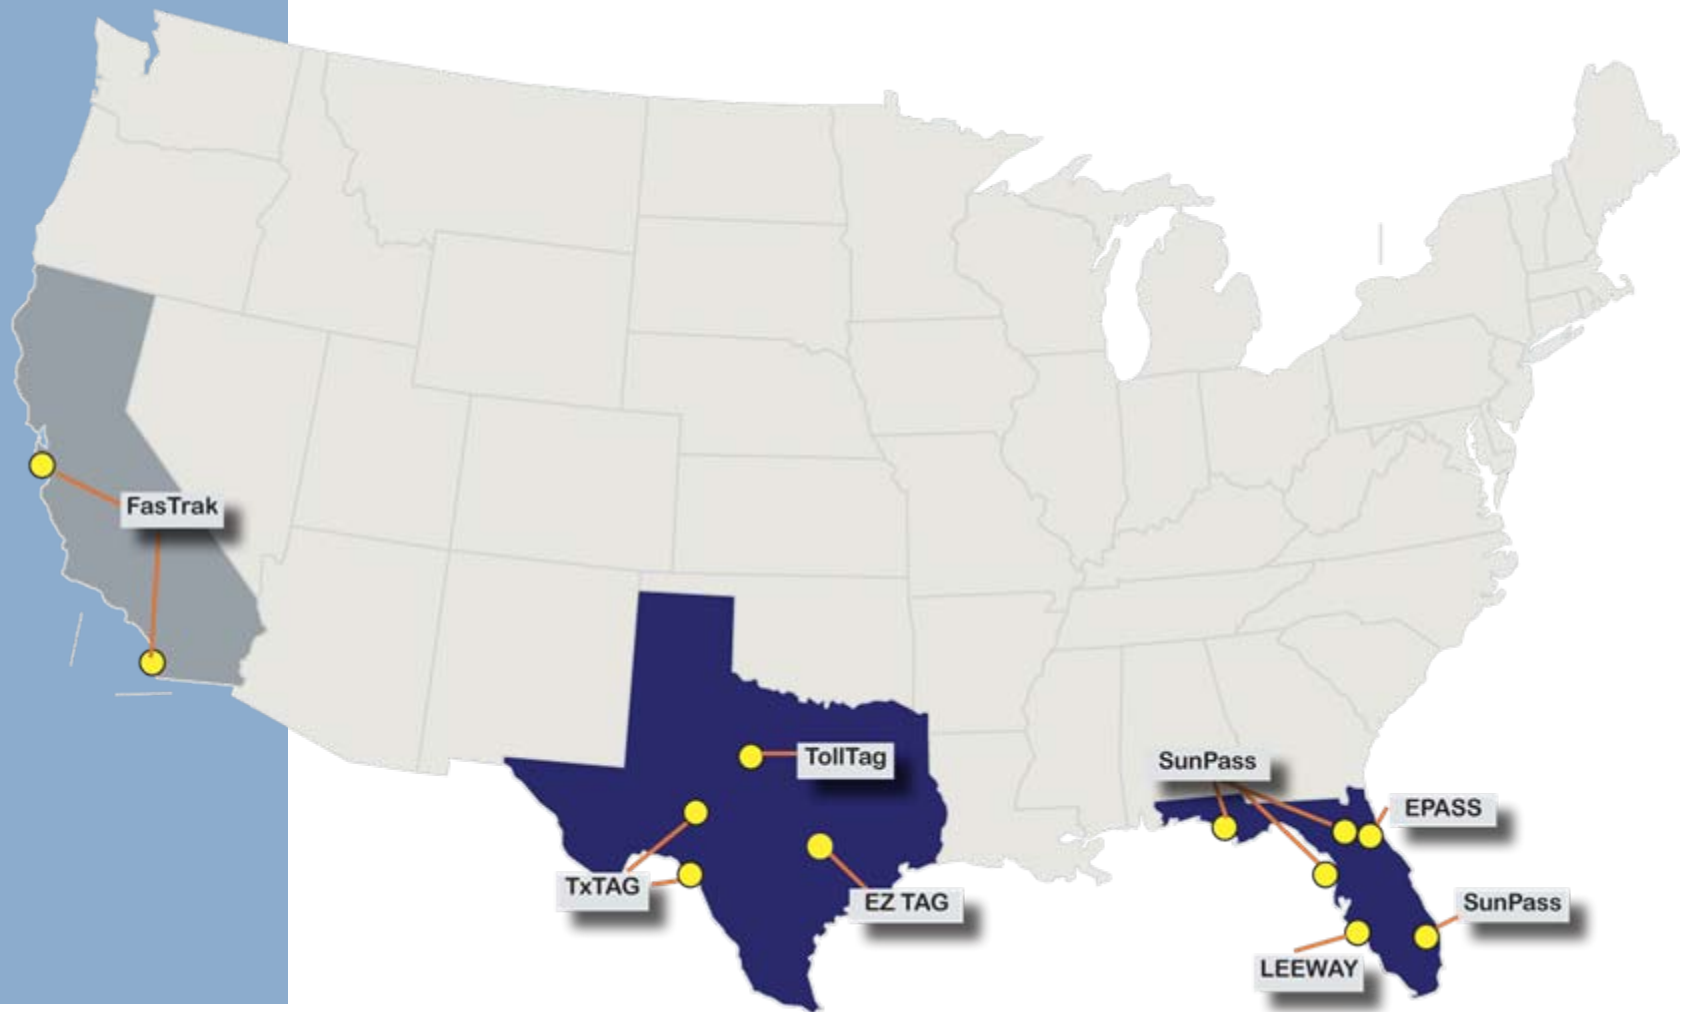 FasTrak
TollTag
SunPass
EPASS
TxTAG
EZ TAG
SunPass
LEEWAY